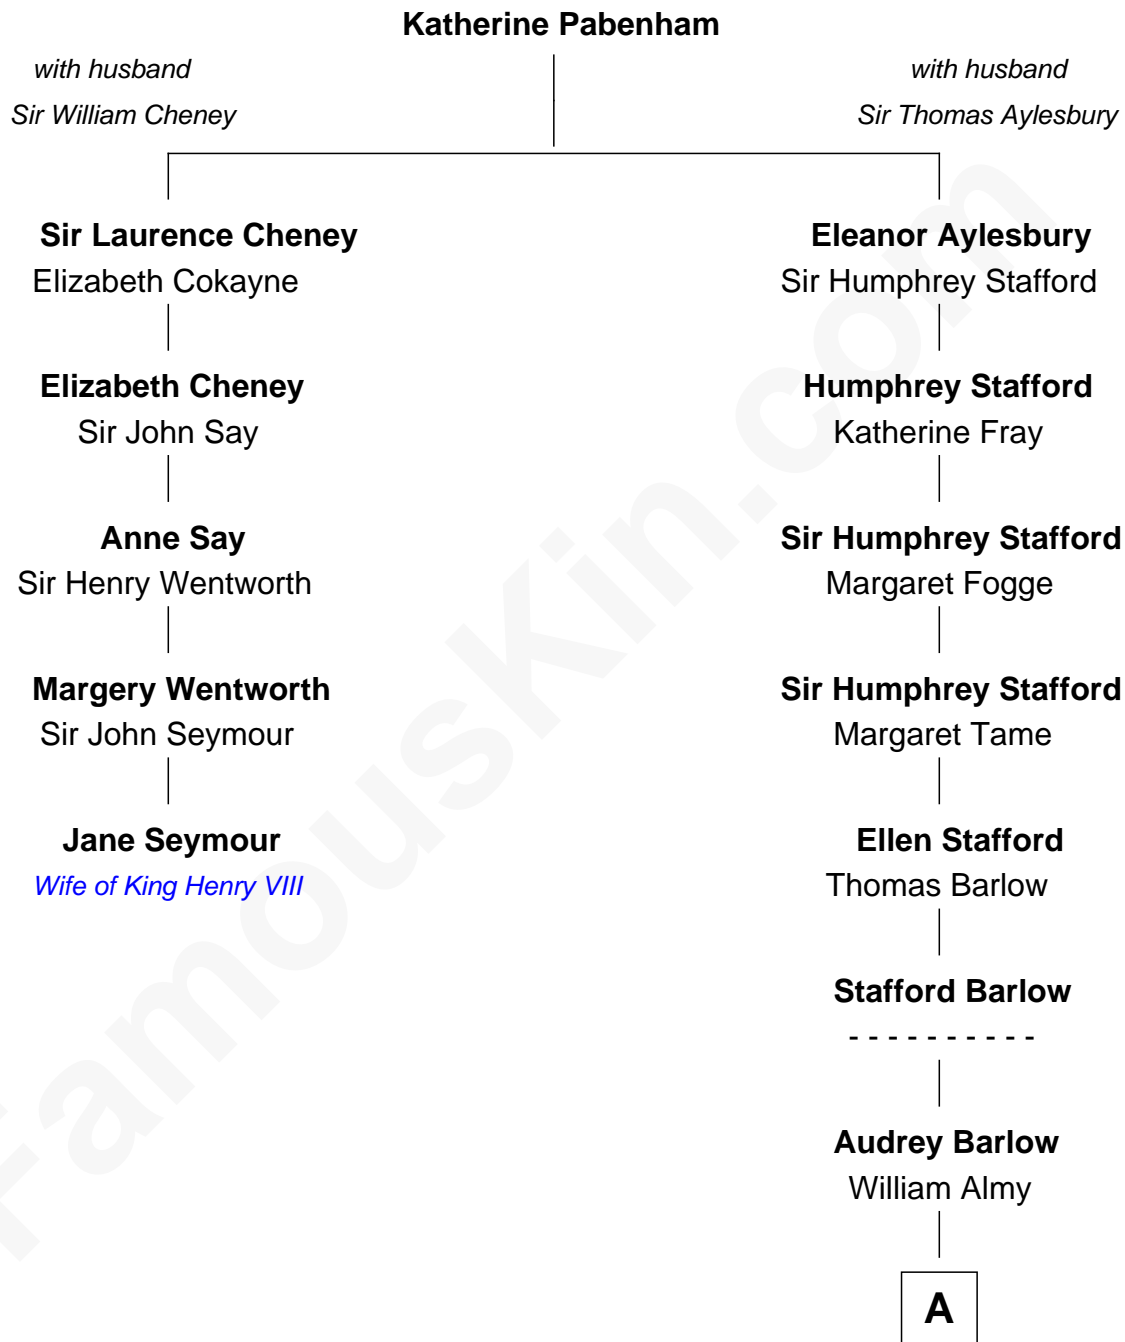 Katherine Pabenham
with husband
Sir William Cheney
with husband
Sir Thomas Aylesbury
Sir Laurence Cheney
Elizabeth Cokayne
Elizabeth Cheney
Sir John Say
Anne Say
Sir Henry Wentworth
Margery Wentworth
Sir John Seymour
Jane Seymour
Wife of King Henry VIII
Eleanor Aylesbury
Sir Humphrey Stafford
Humphrey Stafford
Katherine Fray
Sir Humphrey Stafford
Margaret Fogge
Sir Humphrey Stafford
Margaret Tame
Ellen Stafford
Thomas Barlow
Stafford Barlow
- - - - - - - - - -
Audrey Barlow
William Almy
A
FamousKin.com